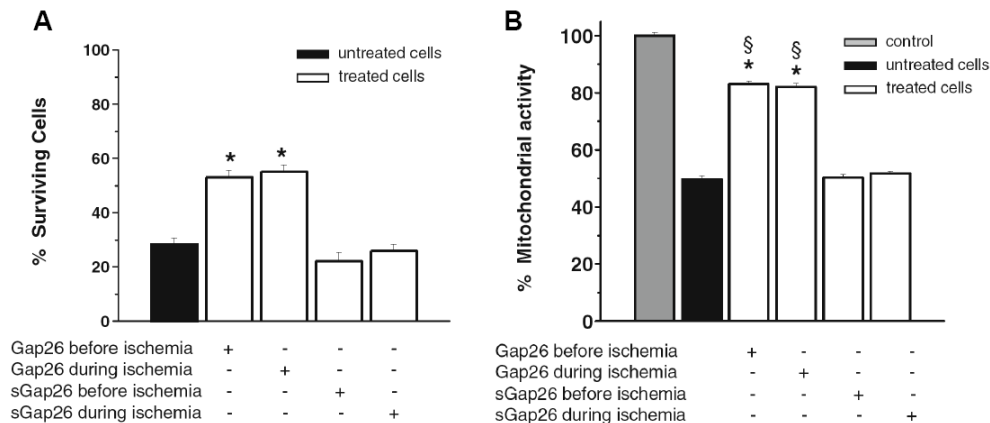 A
% Surviving Cells
100
80
60
40
20
0
untreated cells
treated cells
* *
Gap26 before ischemia + - - -
Gap26 during ischemia - + - -
sGap26 before ischemia - - + -
sGap26 during ischemia - - - +
B
% Mitochondrial activity
100
80
60
40
20
0
control
untreated cells
treated cells
§ §
* *
Gap26 before ischemia + - - -
Gap26 during ischemia - + - -
sGap26 before ischemia - - + -
sGap26 during ischemia - - - +